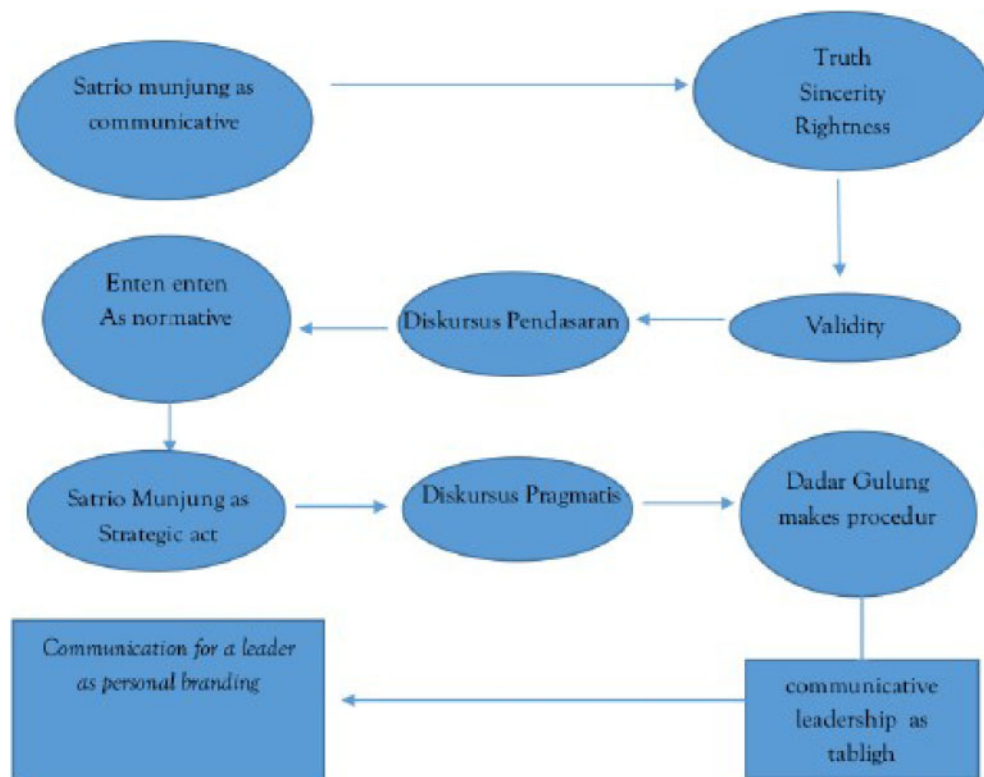 Satrio munjung as
communicative
Truth
Sincerity
Rightness
Enten enten
As normative
Diskursus Pendasaran
Validity
Satrio Munjung as
Strategic act
Diskursus Pragmatis
Dadar Gulung
makes procedur
Communication for a leader
as personal branding
communicative
leadership as
tabligh